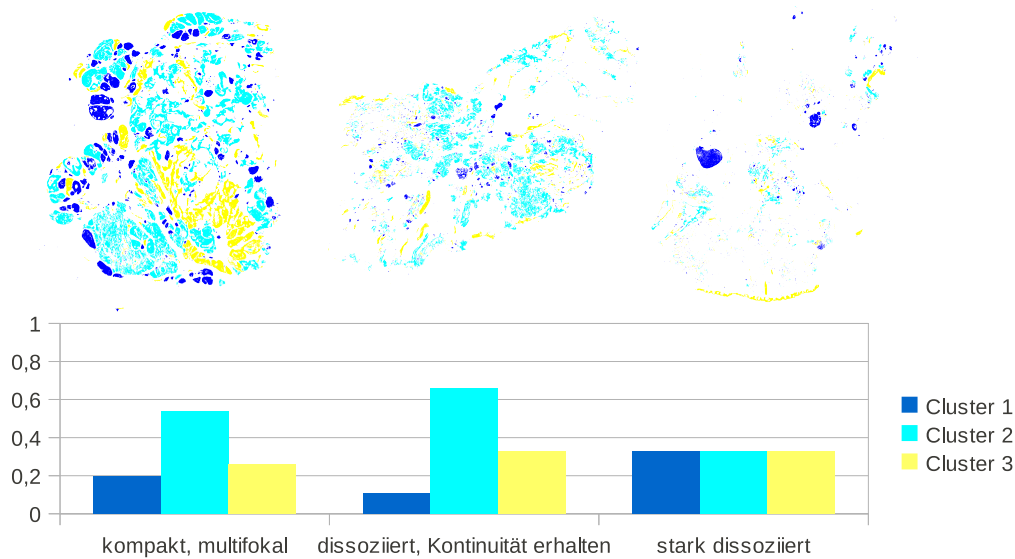 1
0,8
0,6
0,4
0,2
0
kompakt, multifokal
dissoziiert, Kontinuität erhalten
stark dissoziiert
Cluster 1
Cluster 2
Cluster 3